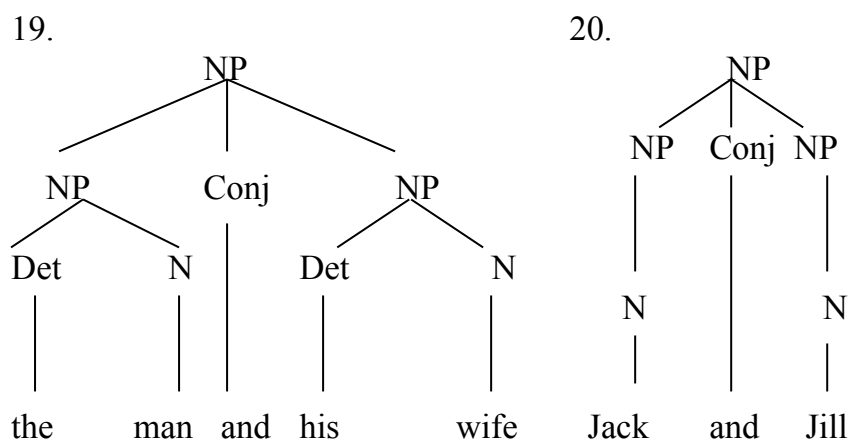 19. 20.
NP NP
NP Conj NP
NP Conj NP
Det N Det N
N N
the man and his wife Jack and Jill